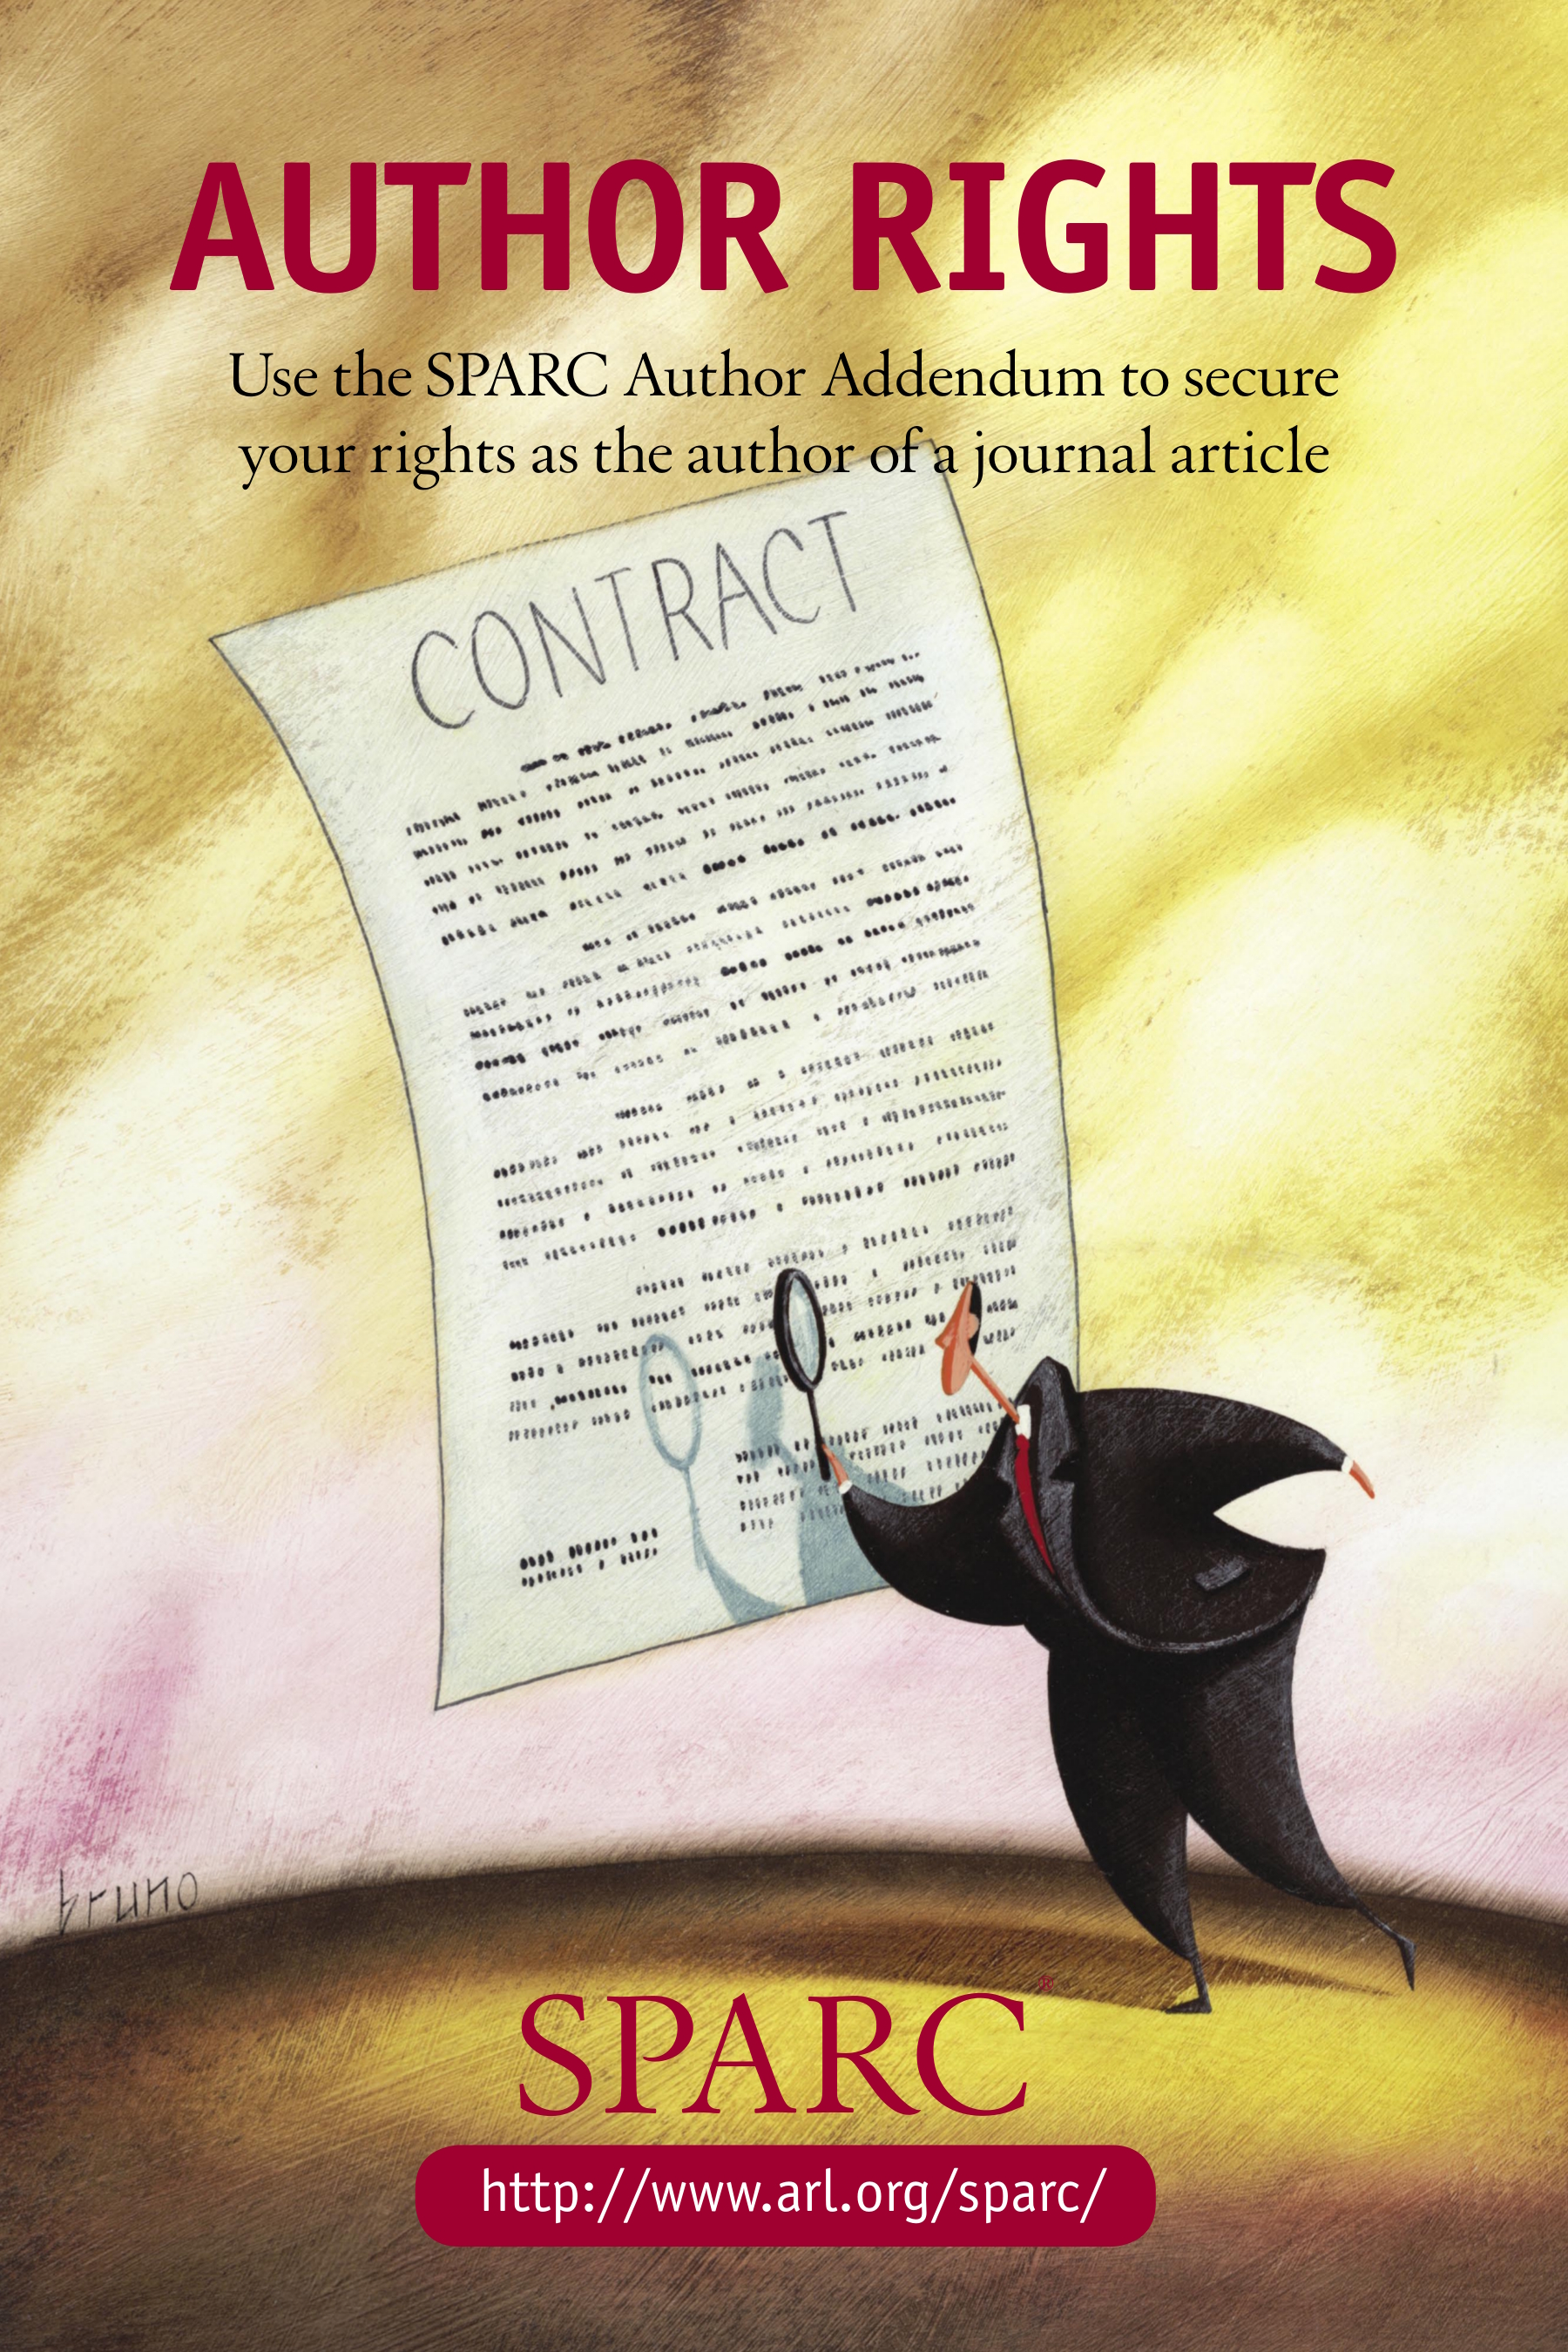 AUTHOR RIGHTS
Use the SPARC Author Addendum to secure
your rights as the author of a journal article
CONTRACT
bruno
SPARC®
http://www.arl.org/sparc/